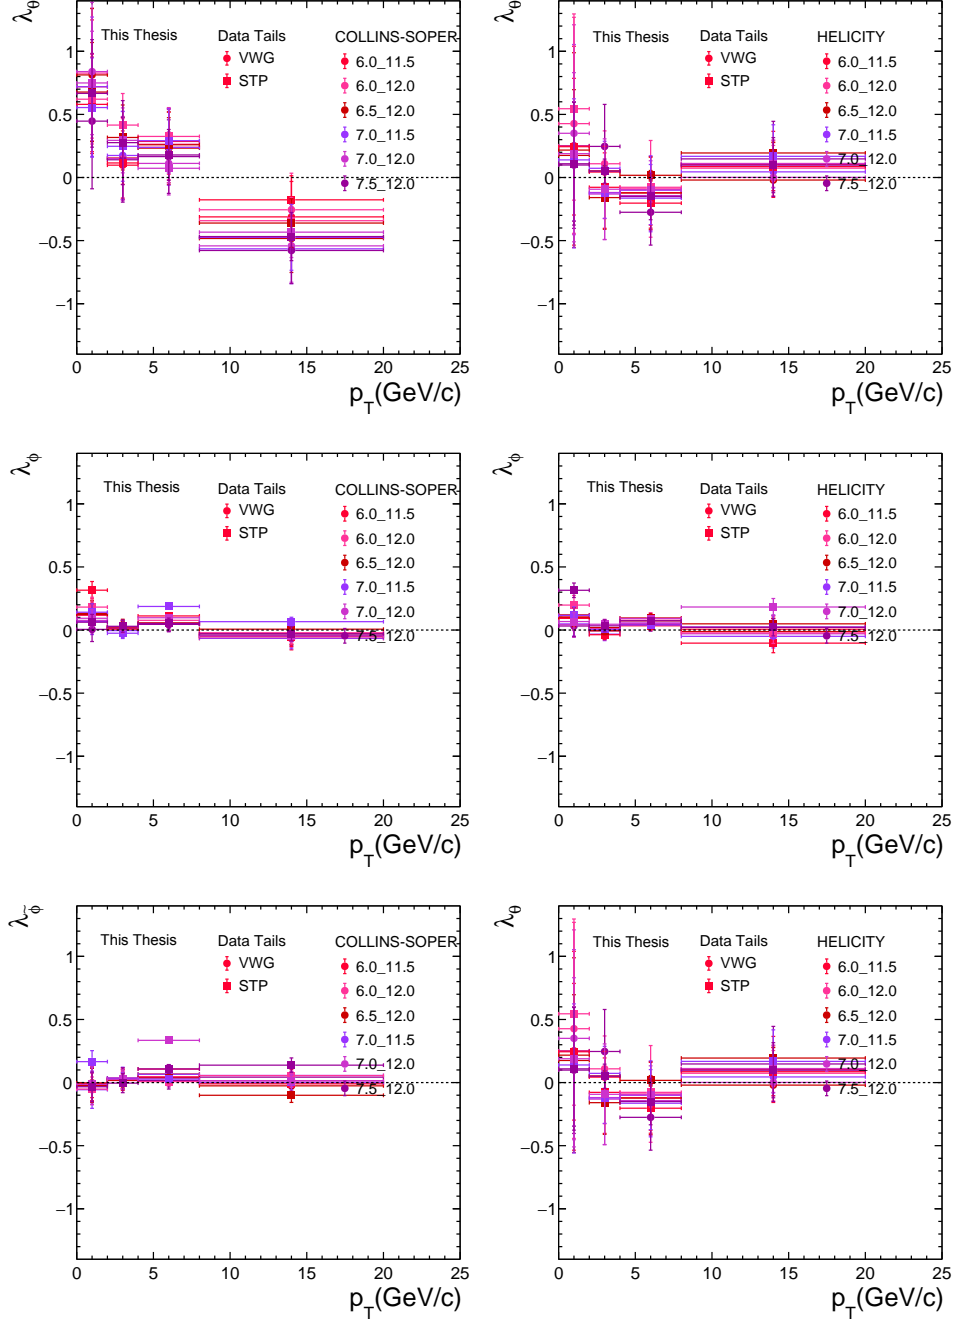 λθ
This Thesis Data Tails COLLINS-SOPER
VWG
STP
6.0_11.5
6.0_12.0
6.5_12.0
7.0_11.5
7.0_12.0
7.5_12.0
1
0.5
0
−0.5
−1
0 5 10 15 20 25
p_T(GeV/c)
λθ
This Thesis Data Tails HELICITY
VWG
STP
6.0_11.5
6.0_12.0
6.5_12.0
7.0_11.5
7.0_12.0
7.5_12.0
1
0.5
0
−0.5
−1
0 5 10 15 20 25
p_T(GeV/c)
λϕ
This Thesis Data Tails COLLINS-SOPER
VWG
STP
6.0_11.5
6.0_12.0
6.5_12.0
7.0_11.5
7.0_12.0
7.5_12.0
1
0.5
0
−0.5
−1
0 5 10 15 20 25
p_T(GeV/c)
λϕ
This Thesis Data Tails HELICITY
VWG
STP
6.0_11.5
6.0_12.0
6.5_12.0
7.0_11.5
7.0_12.0
7.5_12.0
1
0.5
0
−0.5
−1
0 5 10 15 20 25
p_T(GeV/c)
λϕ̃
This Thesis Data Tails COLLINS-SOPER
VWG
STP
6.0_11.5
6.0_12.0
6.5_12.0
7.0_11.5
7.0_12.0
7.5_12.0
1
0.5
0
−0.5
−1
0 5 10 15 20 25
p_T(GeV/c)
λθ
This Thesis Data Tails HELICITY
VWG
STP
6.0_11.5
6.0_12.0
6.5_12.0
7.0_11.5
7.0_12.0
7.5_12.0
1
0.5
0
−0.5
−1
0 5 10 15 20 25
p_T(GeV/c)